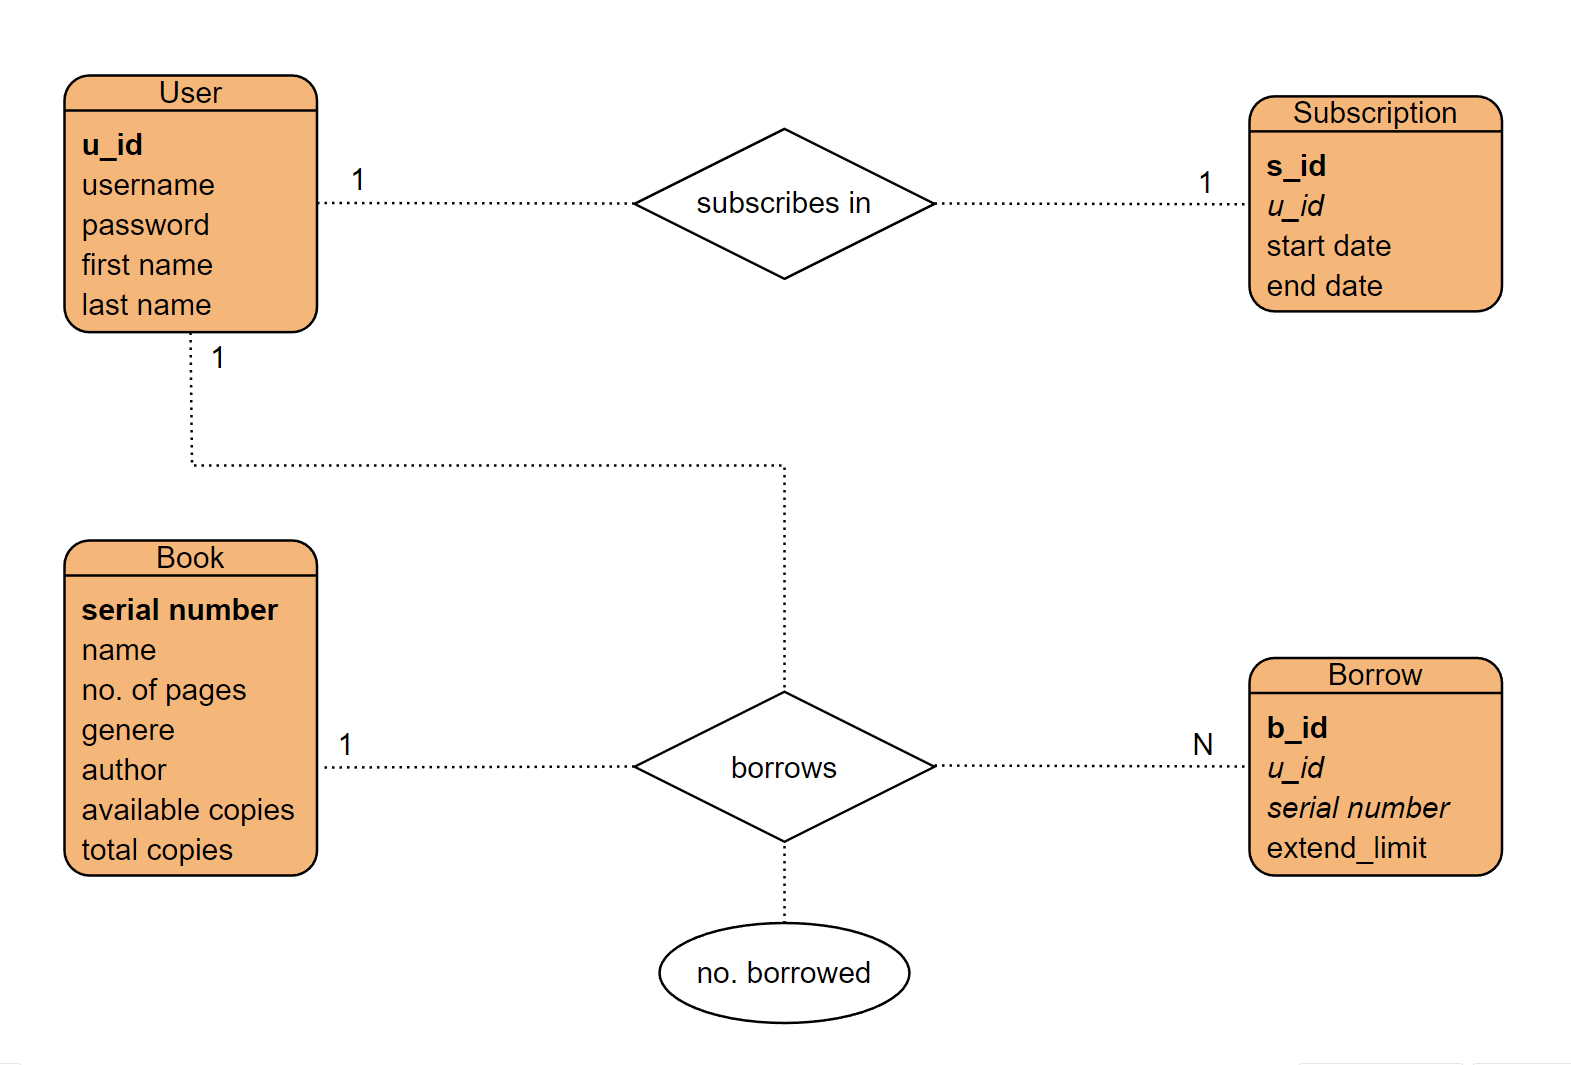 User
u_id
username
password
first name
last name
1
subscribes in
1
Subscription
s_id
u_id
start date
end date
1
Book
serial number
name
no. of pages
genere
author
available copies
total copies
1
borrows
N
Borrow
b_id
u_id
serial number
extend_limit
no. borrowed